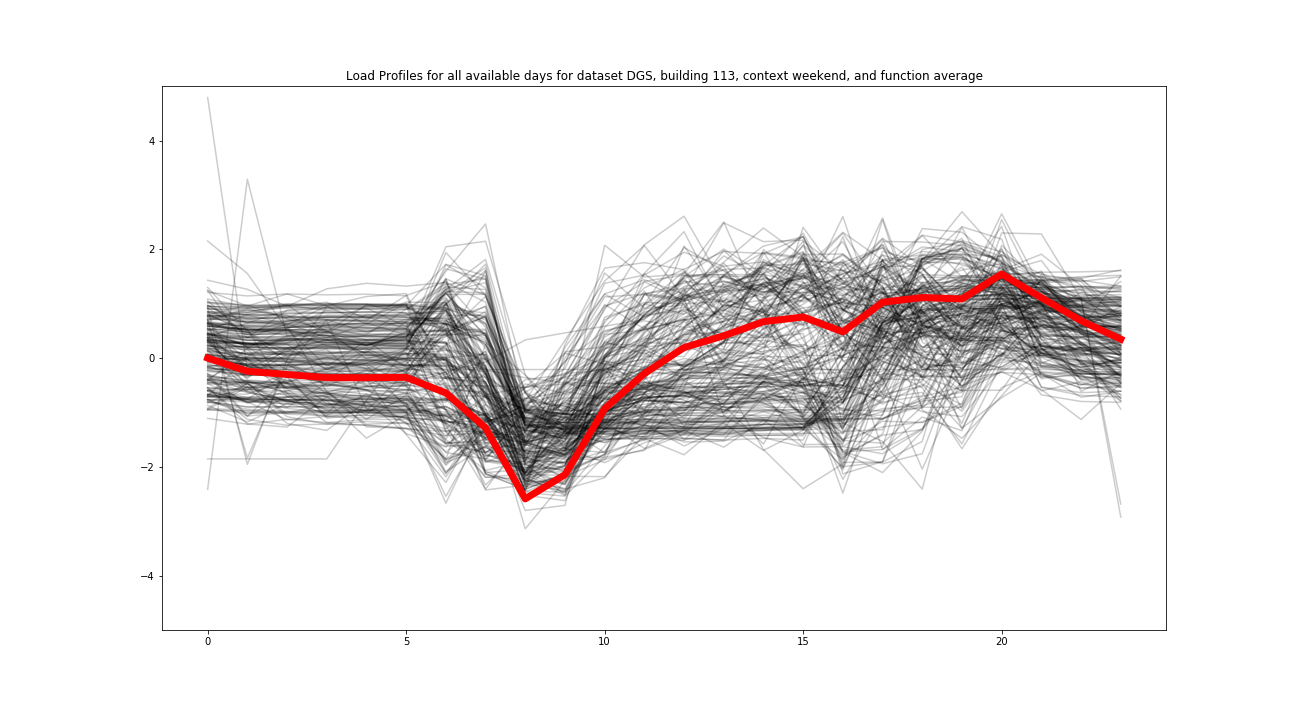 Load Profiles for all available days for dataset DGS, building 113, context weekend, and function average
4
2
0
−2
−4
0 5 10 15 20